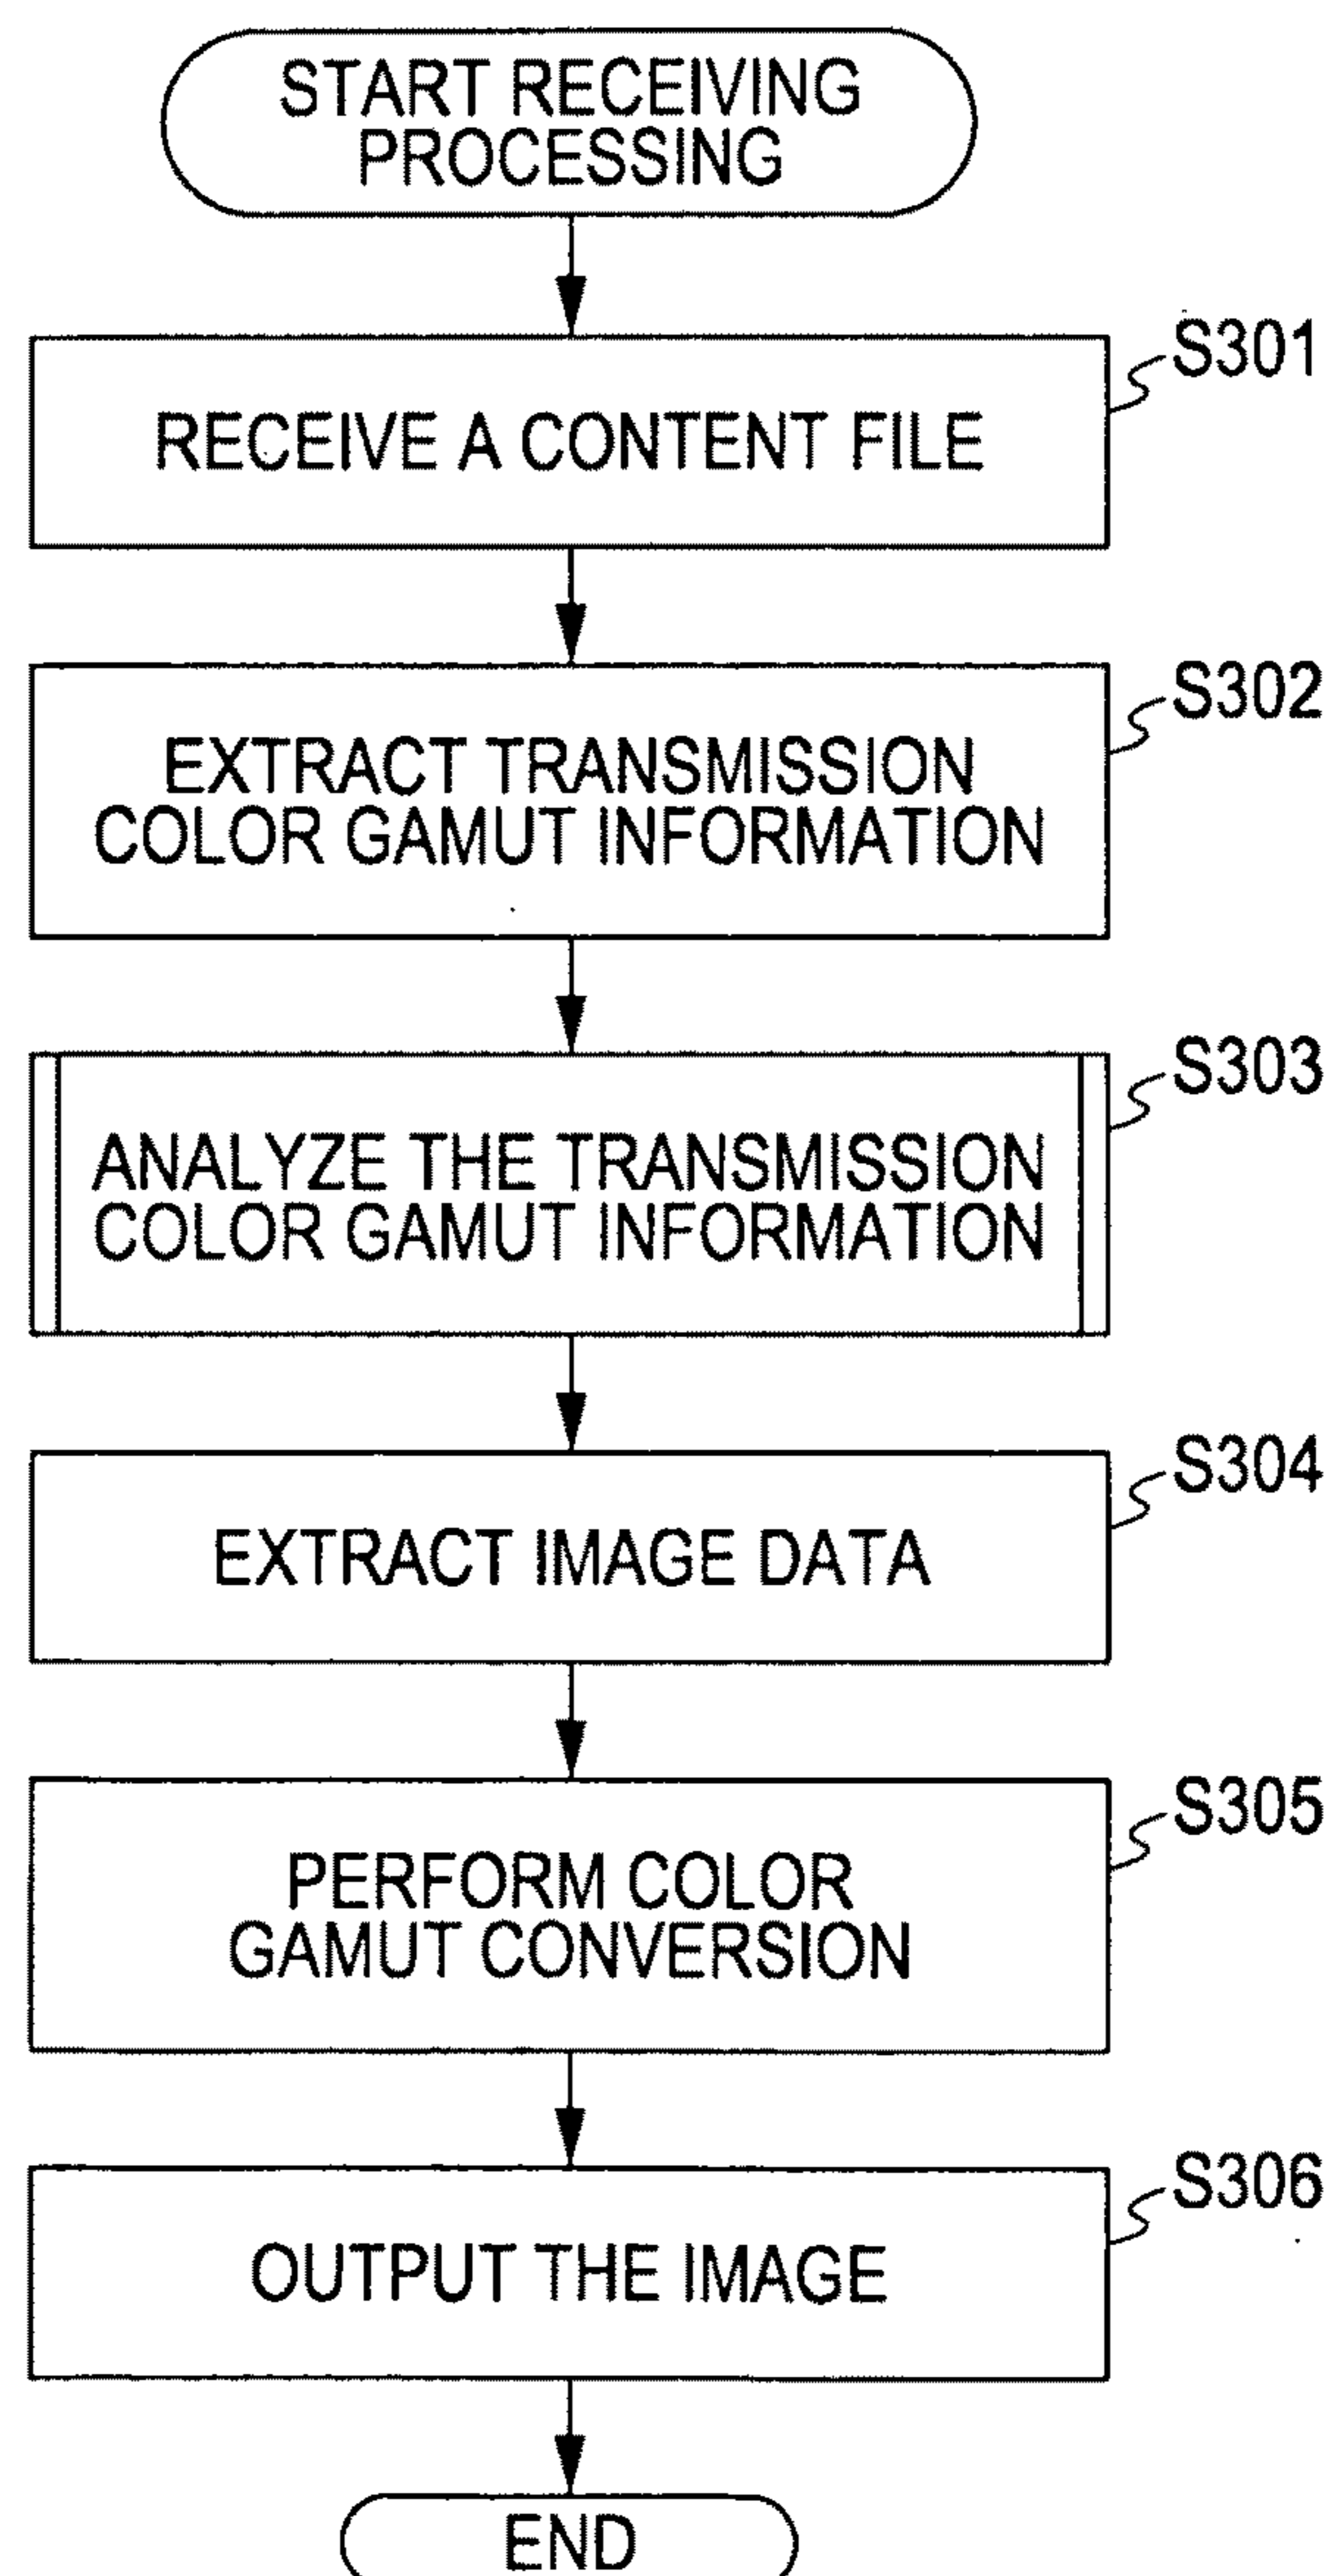 START RECEIVING
PROCESSING
S301
RECEIVE A CONTENT FILE
S302
EXTRACT TRANSMISSION
COLOR GAMUT INFORMATION
S303
ANALYZE THE TRANSMISSION
COLOR GAMUT INFORMATION
S304
EXTRACT IMAGE DATA
S305
PERFORM COLOR
GAMUT CONVERSION
S306
OUTPUT THE IMAGE
END